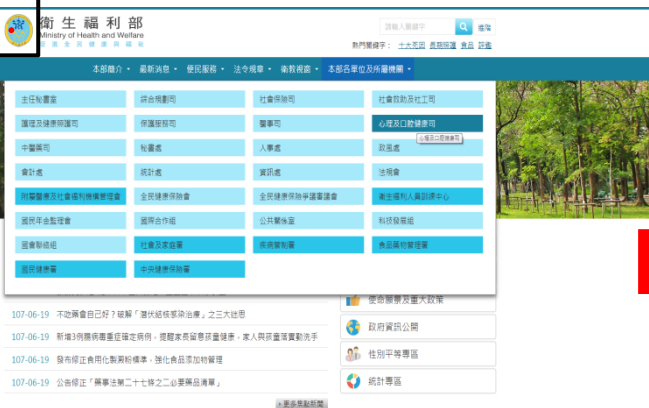 衛生福利部
Ministry of Health and Welfare
請輸入關鍵字
進階
熱門關鍵字： 十大死因 長期照護 食品 評鑑
本部簡介 最新消息 便民服務 法令規章 衛教視窗 本部各單位及所屬機關
主任秘書室 綜合規劃司 社會保險司 社會救助及社工司
護理及健康照護司 保護服務司 醫事司 心理及口腔健康司
心理及口腔健康司
中醫藥司 秘書處 人事處 政風處
會計處 統計處 資訊處 法規會
附屬醫療及社會福利機構管理會 全民健康保險會 全民健康保險爭議審議會 衛生福利人員訓練中心
國民年金監理會 國際合作組 公共關係室 科技發展組
國會聯絡組 社會及家庭署 疾病管制署 食品藥物管理署
國民健康署 中央健康保險署
使命願景及重大政策
107-06-19 不吃藥會自己好？破解「潛伏結核感染治療」之三大迷思
政府資訊公開
107-06-19 新增3例腸病毒重症確定病例，提醒家長留意孩童健康，家人與孩童落實勤洗手
性別平等專區
107-06-19 發布修正食用化製澱粉標準，強化食品添加物管理
統計專區
107-06-19 公告修正「藥事法第二十七條之二必要藥品清單」
更多焦點新聞